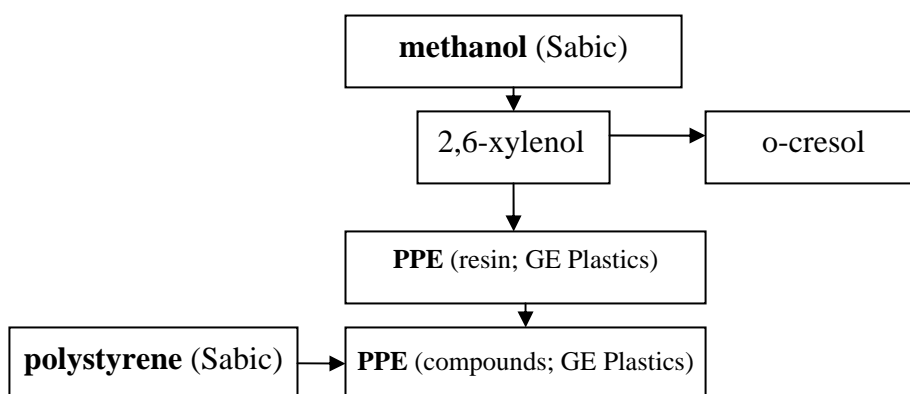 methanol (Sabic)
2,6-xylenol
o-cresol
PPE (resin; GE Plastics)
polystyrene (Sabic)
PPE (compounds; GE Plastics)